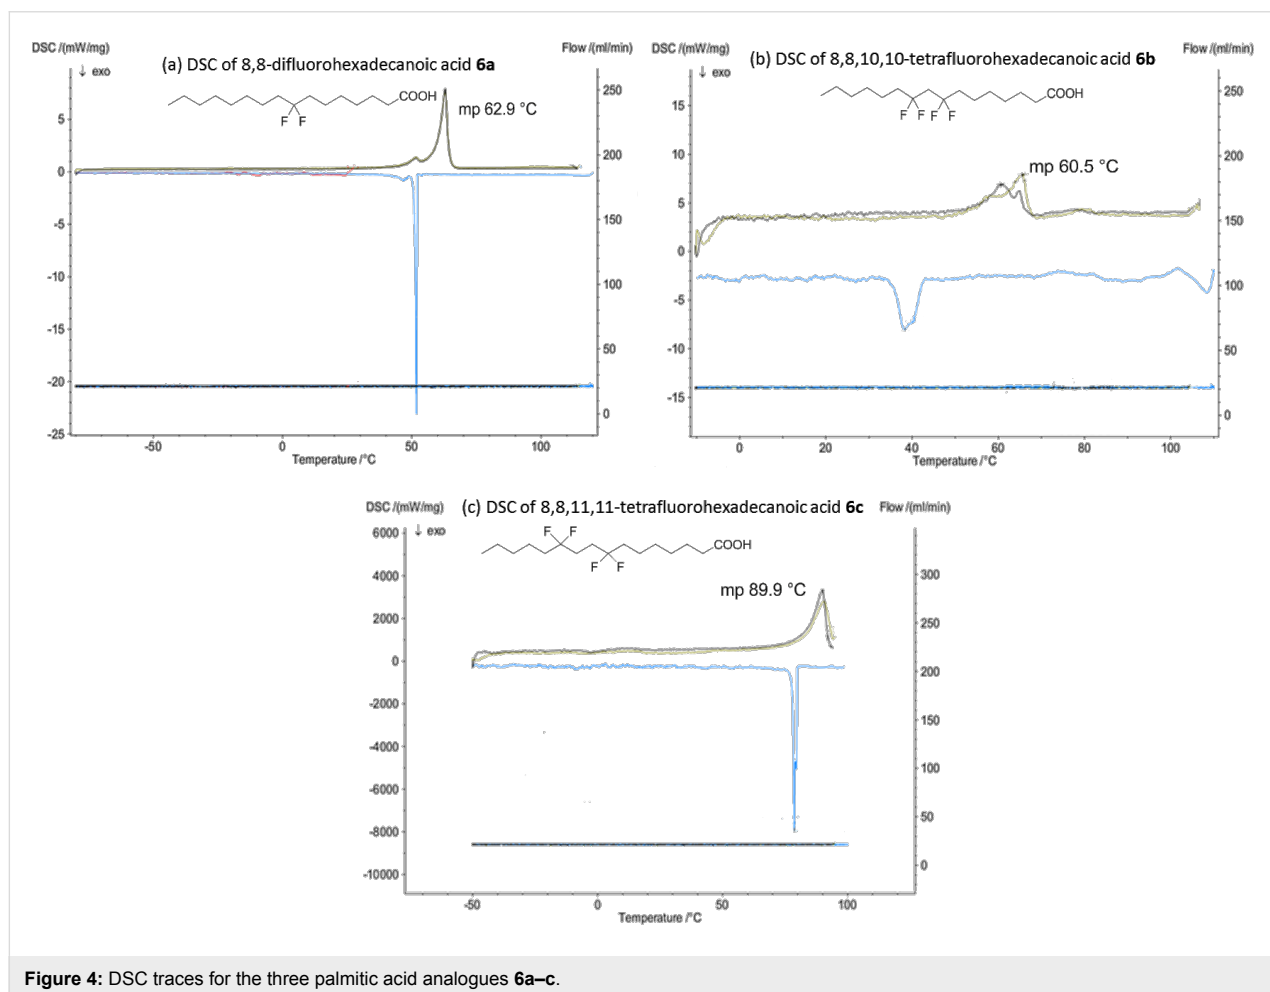 DSC /(mW/mg)
Flow /(ml/min)
↓ exo
(a) DSC of 8,8-difluorohexadecanoic acid 6a
COOH
F F
mp 62.9 °C
5
0
-5
-10
-15
-20
-25
250
200
150
100
50
0
-50 0 50 100
Temperature /°C
DSC /(mW/mg)
Flow /(ml/min)
↓ exo
(b) DSC of 8,8,10,10-tetrafluorohexadecanoic acid 6b
COOH
F F F F
mp 60.5 °C
15
10
5
0
-5
-10
-15
250
200
150
100
50
0
0 20 40 60 80 100
Temperature /°C
DSC /(mW/mg)
(c) DSC of 8,8,11,11-tetrafluorohexadecanoic acid 6c
Flow /(ml/min)
↓ exo
F F
COOH
F F
mp 89.9 °C
6000
4000
2000
0
-2000
-4000
-6000
-8000
-10000
300
250
200
150
100
50
0
-50 0 50 100
Temperature /°C
Figure 4: DSC traces for the three palmitic acid analogues 6a–c.